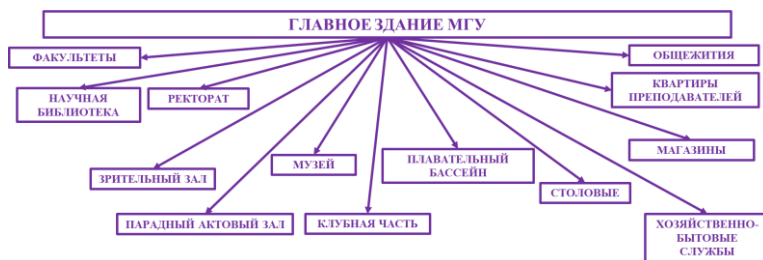 ГЛАВНОЕ ЗДАНИЕ МГУ
ФАКУЛЬТЕТЫ
ОБЩЕЖИТИЯ
НАУЧНАЯ
БИБЛИОТЕКА
РЕКТОРАТ
КВАРТИРЫ
ПРЕПОДАВАТЕЛЕЙ
МАГАЗИНЫ
ЗРИТЕЛЬНЫЙ ЗАЛ
МУЗЕЙ
ПЛАВАТЕЛЬНЫЙ
БАССЕЙН
СТОЛОВЫЕ
ПАРАДНЫЙ АКТОВЫЙ ЗАЛ
КЛУБНАЯ ЧАСТЬ
ХОЗЯЙСТВЕННО-
БЫТОВЫЕ
СЛУЖБЫ